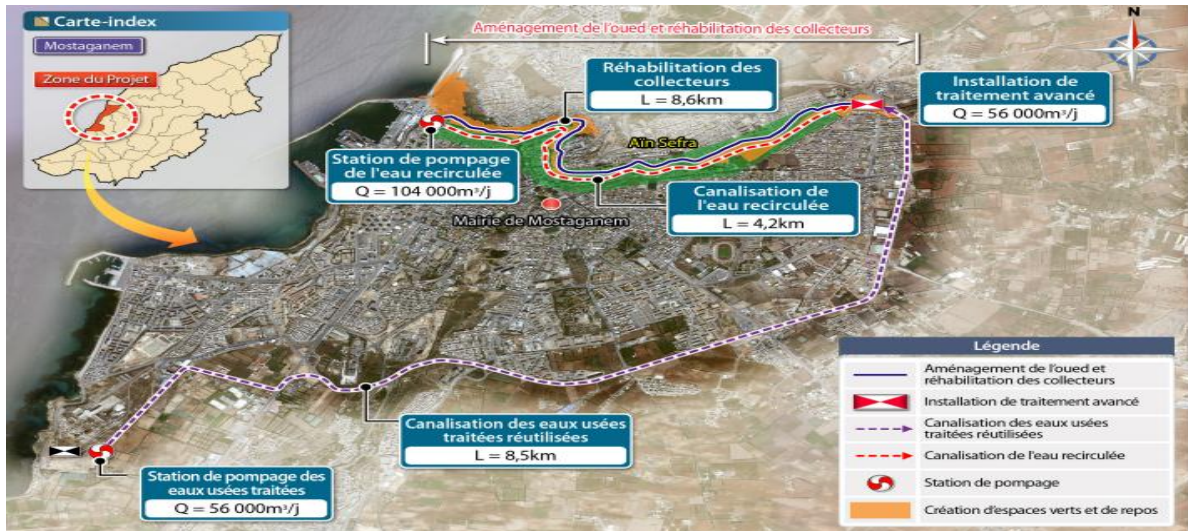 Carte-index
Mostaganem
Zone du Projet
Aménagement de l'oued et réhabilitation des collecteurs
N
Réhabilitation des
collecteurs
L = 8,6km
Installation de
traitement avancé
Q = 56 000m³/j
Station de pompage
de l'eau recirculée
Q = 104 000m³/j
Aïn Sefra
Canalisation de
l'eau recirculée
L = 4,2km
Mairie de Mostaganem
Canalisation des eaux usées
traitées réutilisées
L = 8,5km
Station de pompage des
eaux usées traitées
Q = 56 000m³/j
Légende
Aménagement de l'oued et
réhabilitation des collecteurs
Installation de traitement avancé
Canalisation des eaux usées
traitées réutilisées
Canalisation de l'eau recirculée
Station de pompage
Création d'espaces verts et de repos